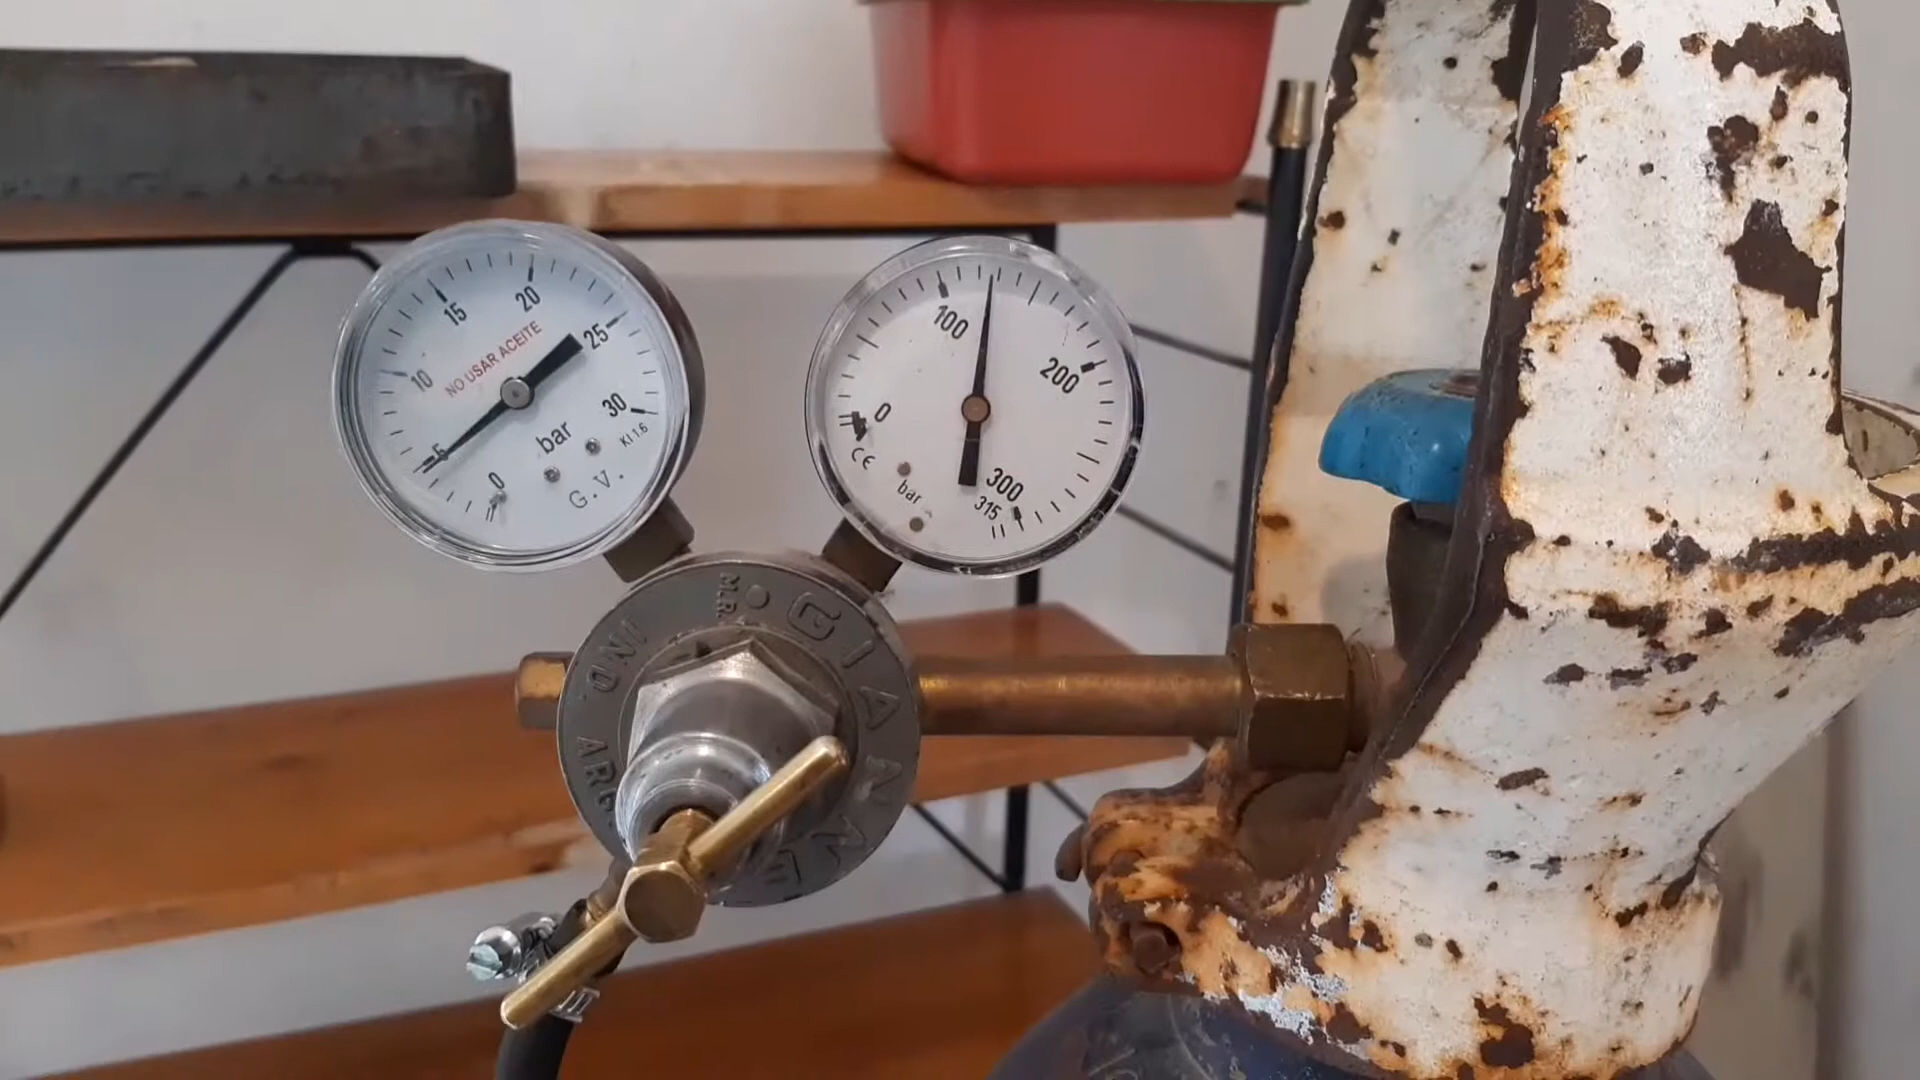 15
20
25
10
NO USAR ACEITE
30
5
bar
Kl 1.6
0
G.V.
100
200
0
CE
300
bar
315
M.R.
GIANNI
IND.
ARG